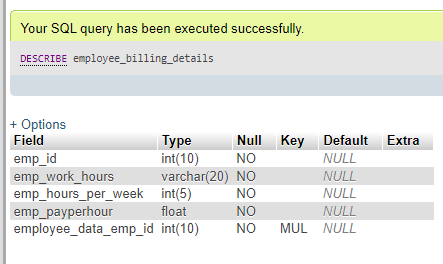 Your SQL query has been executed successfully.
DESCRIBE employee_billing_details
+ Options
Field Type Null Key Default Extra
emp_id int(10) NO NULL
emp_work_hours varchar(20) NO NULL
emp_hours_per_week int(5) NO NULL
emp_payperhour float NO NULL
employee_data_emp_id int(10) NO MUL NULL